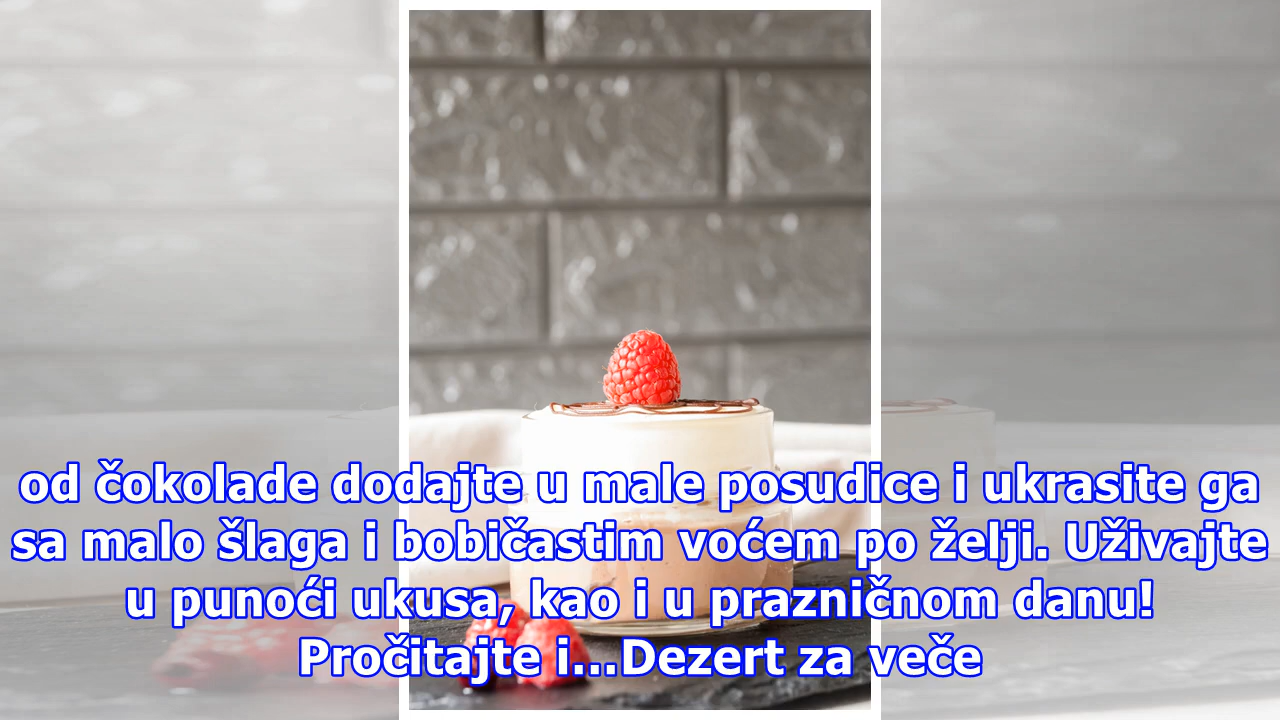 od čokolade dodajte u male posudice i ukrasite ga
sa malo šlaga i bobičastim voćem po želji. Uživajte
u punoći ukusa, kao i u prazničnom danu!
Pročitajte i...Dezert za veče